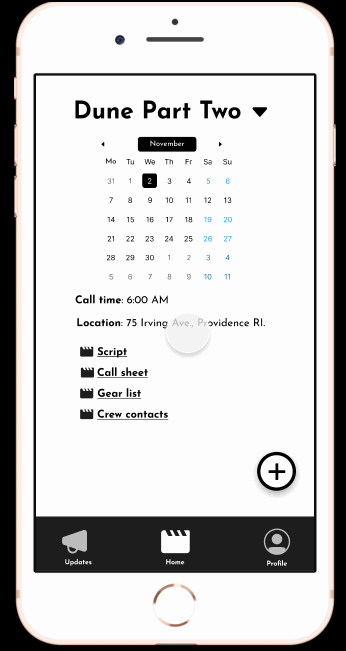 Dune Part Two
November
Mo Tu We Th Fr Sa Su
31 1 2 3 4 5 6
7 8 9 10 11 12 13
14 15 16 17 18 19 20
21 22 23 24 25 26 27
28 29 30 1 2 3 4
5 6 7 8 9 10 11
Call time: 6:00 AM
Location: 75 Irving Ave., Providence RI.
Script
Call sheet
Gear list
Crew contacts
Updates Home Profile